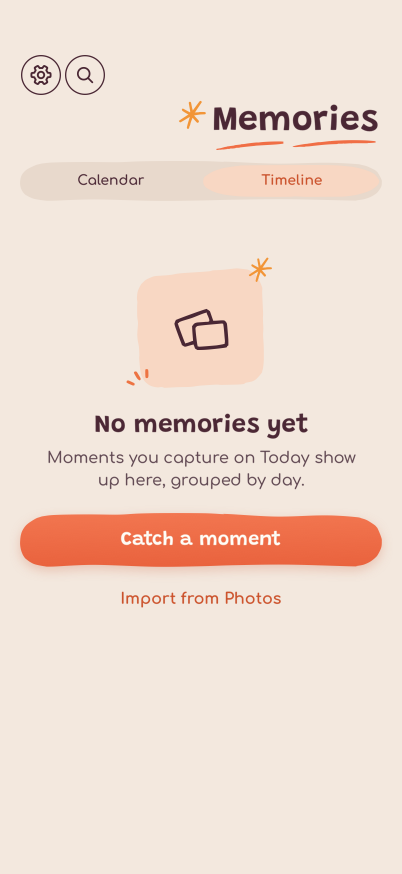 Memories
Calendar
Timeline
No memories yet
Moments you capture on Today show
up here, grouped by day.
Catch a moment
Import from Photos